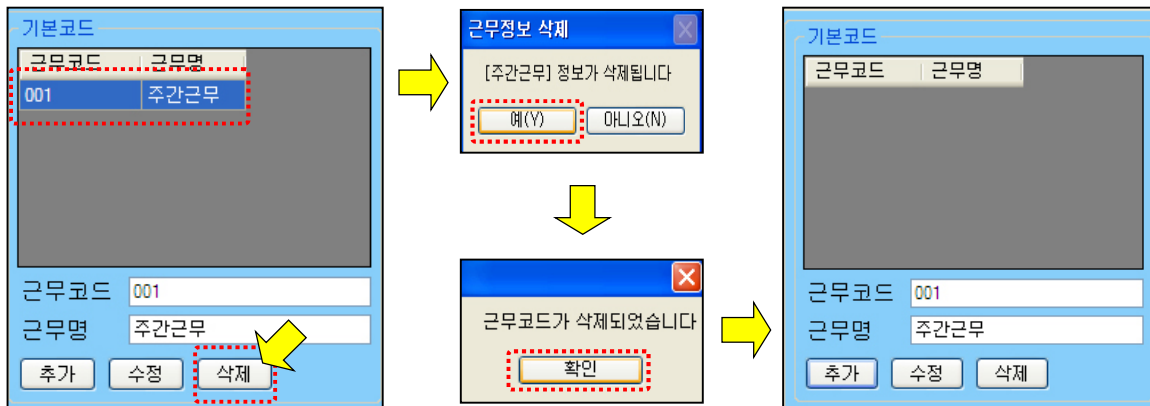 기본코드
근무코드 근무명
001 주간근무
근무코드 001
근무명 주간근무
추가 수정 삭제
근무정보 삭제
[주간근무] 정보가 삭제됩니다
예(Y) 아니오(N)
근무코드가 삭제되었습니다
확인
기본코드
근무코드 근무명
근무코드 001
근무명 주간근무
추가 수정 삭제